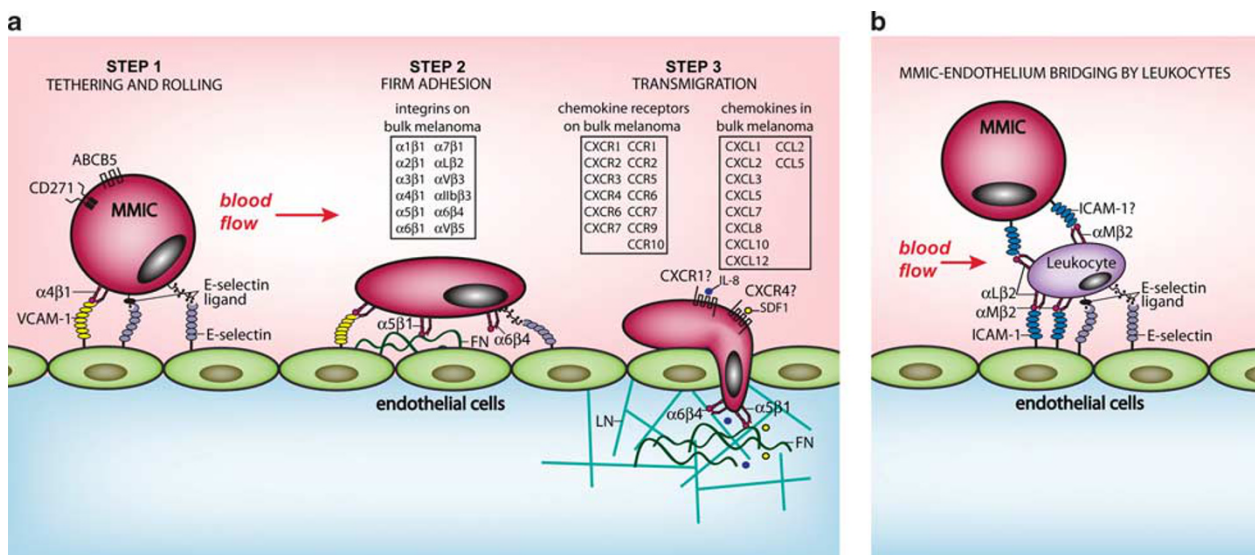 a
STEP 1
TETHERING AND ROLLING
ABCB5
CD271
MMIC
blood
flow
α4β1
VCAM-1
E-selectin
ligand
E-selectin
STEP 2
FIRM ADHESION
integrins on
bulk melanoma
α1β1 α7β1
α2β1 αLβ2
α3β1 αVβ3
α4β1 αIIbβ3
α5β1 α6β4
α6β1 αVβ5
α5β1
FN
α6β4
endothelial cells
STEP 3
TRANSMIGRATION
chemokine receptors
on bulk melanoma
CXCR1 CCR1
CXCR2 CCR2
CXCR3 CCR5
CXCR4 CCR6
CXCR6 CCR7
CXCR7 CCR9
CCR10
chemokines in
bulk melanoma
CXCL1 CCL2
CXCL2 CCL5
CXCL3
CXCL5
CXCL7
CXCL8
CXCL10
CXCL12
CXCR1?
IL-8
CXCR4?
SDF1
α6β4
α5β1
LN
FN
b
MMIC-ENDOTHELIUM BRIDGING BY LEUKOCYTES
MMIC
ICAM-1?
αMβ2
blood
flow
Leukocyte
αLβ2
αMβ2
E-selectin
ligand
ICAM-1
E-selectin
endothelial cells